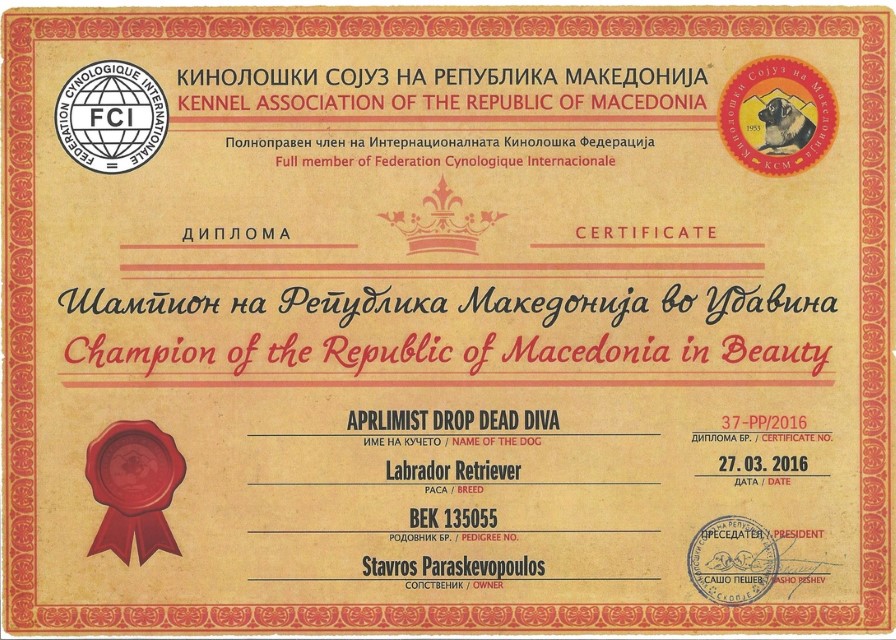 FEDERATION CYNOLOGIQUE INTERNATIONALE
FCI
КИНОЛОШКИ СОЈУЗ НА РЕПУБЛИКА МАКЕДОНИЈА
KENNEL ASSOCIATION OF THE REPUBLIC OF MACEDONIA
Кинолошки Сојуз на Македонија
1953
КСМ
Полноправен член на Интернационалната Кинолошка Федерација
Full member of Federation Cynologique Internacionale
ДИПЛОМА
CERTIFICATE
Шампион на Република Македонија во Убавина
Champion of the Republic of Macedonia in Beauty
APRLIMIST DROP DEAD DIVA
ИМЕ НА КУЧЕТО / NAME OF THE DOG
37-PP/2016
ДИПЛОМА БР. / CERTIFICATE NO.
Labrador Retriever
РАСА / BREED
27. 03. 2016
ДАТА / DATE
BEK 135055
РОДОВНИК БР. / PEDIGREE NO.
ПРЕСЕДАТЕЛ / PRESIDENT
Stavros Paraskevopoulos
СОПСТВЕНИК / OWNER
САШО ПЕШЕВ / SASHO PESHEV